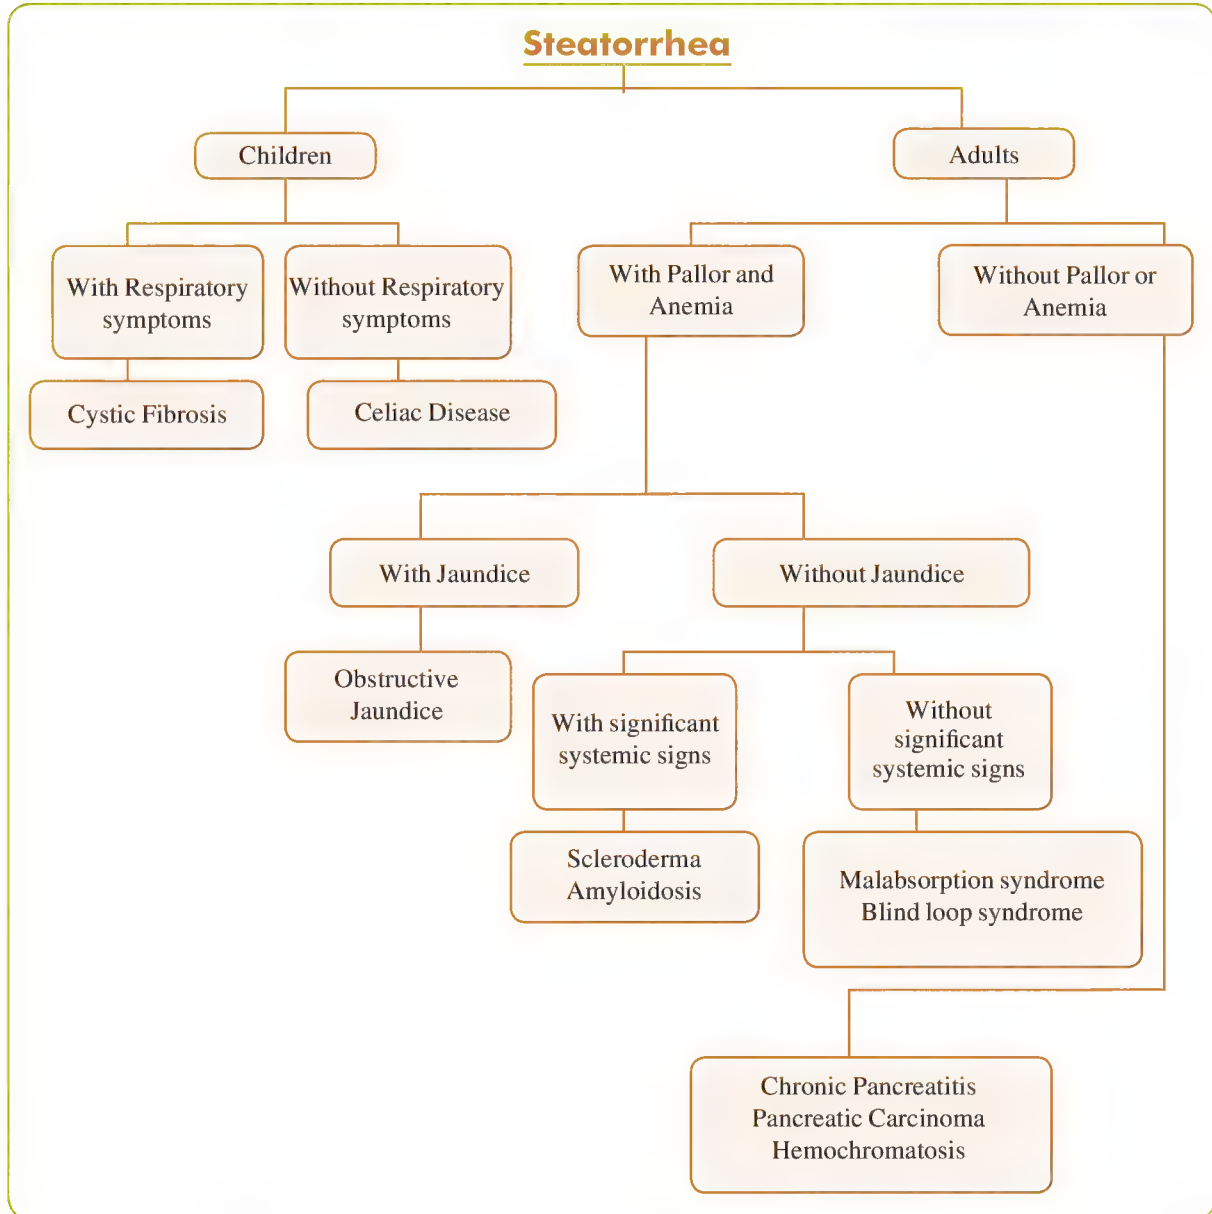 Steatorrhea
Children
Adults
With Respiratory
symptoms
Without Respiratory
symptoms
With Pallor and
Anemia
Without Pallor or
Anemia
Cystic Fibrosis
Celiac Disease
With Jaundice
Without Jaundice
Obstructive
Jaundice
With significant
systemic signs
Without
significant
systemic signs
Scleroderma
Amyloidosis
Malabsorption syndrome
Blind loop syndrome
Chronic Pancreatitis
Pancreatic Carcinoma
Hemochromatosis